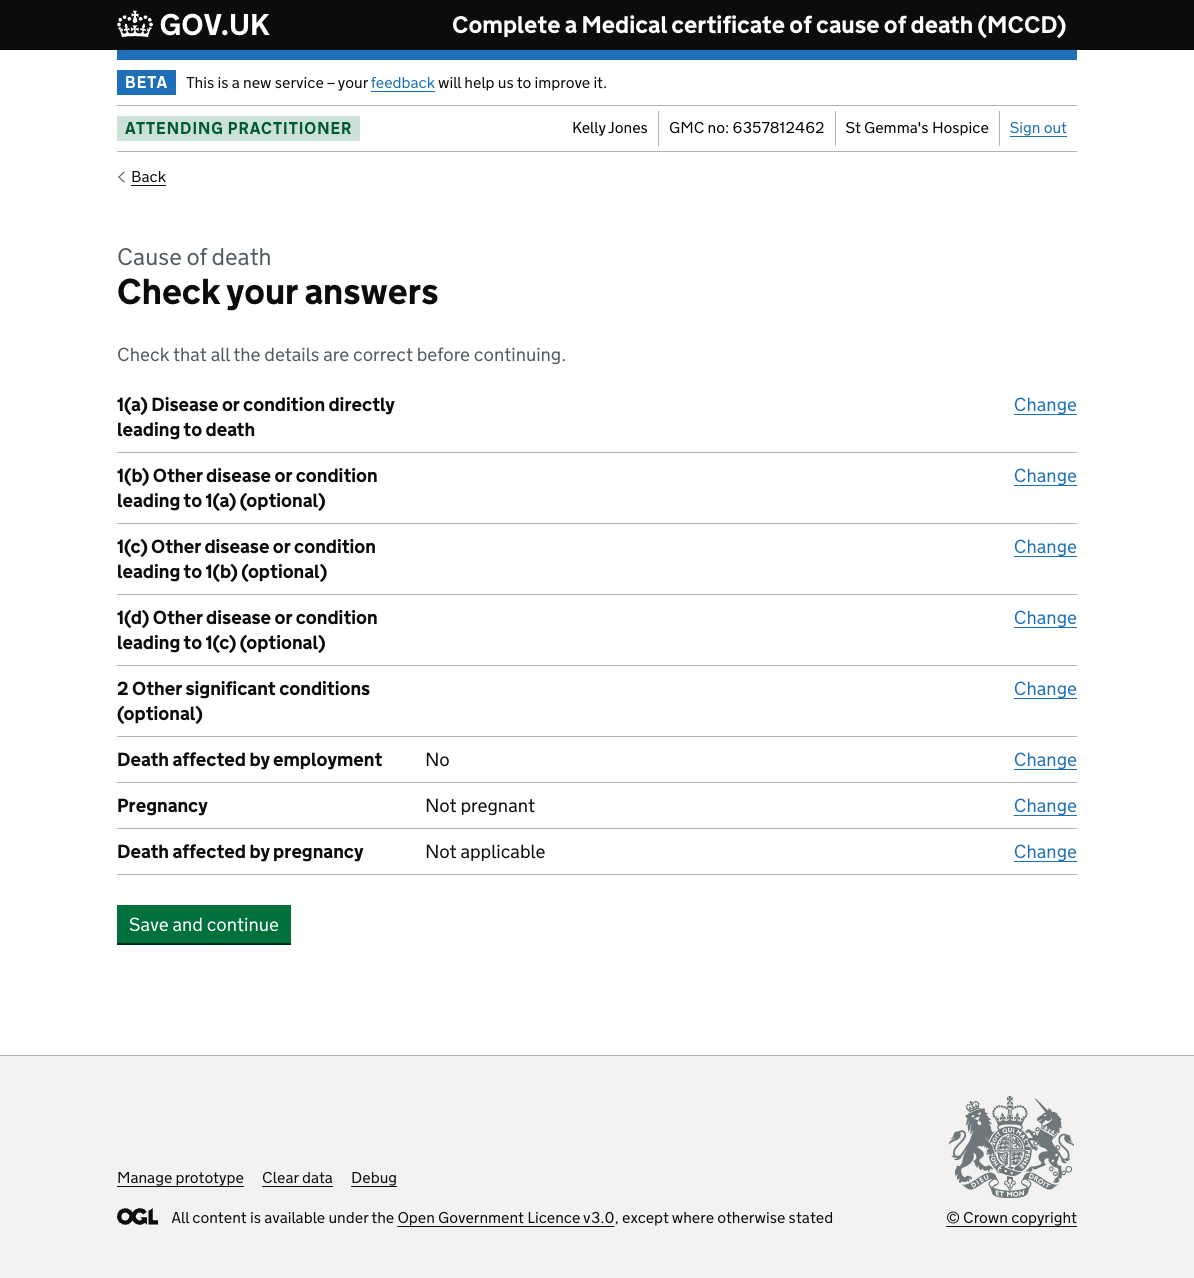 GOV.UK
Complete a Medical certificate of cause of death (MCCD)
BETA
This is a new service – your feedback will help us to improve it.
ATTENDING PRACTITIONER
Kelly Jones
GMC no: 6357812462
St Gemma's Hospice
Sign out
Back
Cause of death
Check your answers
Check that all the details are correct before continuing.
1(a) Disease or condition directly
leading to death
Change
1(b) Other disease or condition
leading to 1(a) (optional)
Change
1(c) Other disease or condition
leading to 1(b) (optional)
Change
1(d) Other disease or condition
leading to 1(c) (optional)
Change
2 Other significant conditions
(optional)
Change
Death affected by employment
No
Change
Pregnancy
Not pregnant
Change
Death affected by pregnancy
Not applicable
Change
Save and continue
Manage prototype
Clear data
Debug
OGL
All content is available under the Open Government Licence v3.0, except where otherwise stated
DIEU
ET MON
DROIT
© Crown copyright